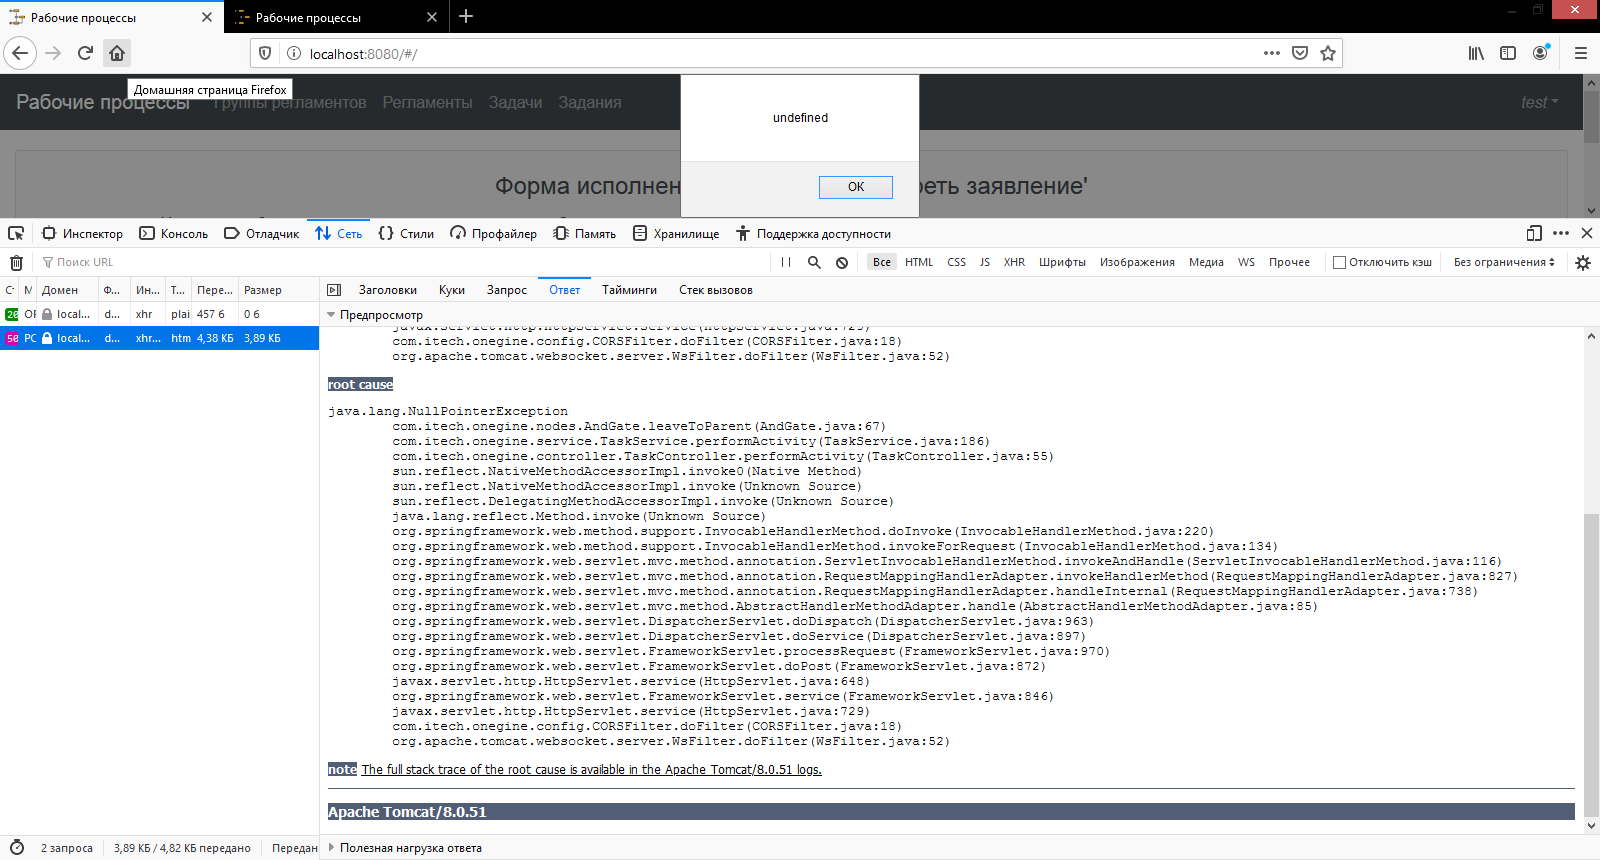 Рабочие процессы
Рабочие процессы
localhost:8080/#/
Домашняя страница Firefox
Рабочие процессы Группы регламентов Регламенты Задачи Задания test
undefined
OK
Форма исполнен
реть заявление'
Инспектор Консоль Отладчик Сеть Стили Профайлер Память Хранилище Поддержка доступности
Поиск URL Все HTML CSS JS XHR Шрифты Изображения Медиа WS Прочее Отключить кэш Без ограничения
С М Домен Ф... Ин... Т... Пере... Размер Заголовки Куки Запрос Ответ Тайминги Стек вызовов
20 OP local... d... xhr plai 457 б 0 б
50 PC local... d... xhr... htm 4,38 КБ 3,89 КБ
Предпросмотр
javax.servlet.http.HttpServlet.service(HttpServlet.java:729)
com.itech.onegine.config.CORSFilter.doFilter(CORSFilter.java:18)
org.apache.tomcat.websocket.server.WsFilter.doFilter(WsFilter.java:52)
root cause
java.lang.NullPointerException
com.itech.onegine.nodes.AndGate.leaveToParent(AndGate.java:67)
com.itech.onegine.service.TaskService.performActivity(TaskService.java:186)
com.itech.onegine.controller.TaskController.performActivity(TaskController.java:55)
sun.reflect.NativeMethodAccessorImpl.invoke0(Native Method)
sun.reflect.NativeMethodAccessorImpl.invoke(Unknown Source)
sun.reflect.DelegatingMethodAccessorImpl.invoke(Unknown Source)
java.lang.reflect.Method.invoke(Unknown Source)
org.springframework.web.method.support.InvocableHandlerMethod.doInvoke(InvocableHandlerMethod.java:220)
org.springframework.web.method.support.InvocableHandlerMethod.invokeForRequest(InvocableHandlerMethod.java:134)
org.springframework.web.servlet.mvc.method.annotation.ServletInvocableHandlerMethod.invokeAndHandle(ServletInvocableHandlerMethod.java:116)
org.springframework.web.servlet.mvc.method.annotation.RequestMappingHandlerAdapter.invokeHandlerMethod(RequestMappingHandlerAdapter.java:827)
org.springframework.web.servlet.mvc.method.annotation.RequestMappingHandlerAdapter.handleInternal(RequestMappingHandlerAdapter.java:738)
org.springframework.web.servlet.mvc.method.AbstractHandlerMethodAdapter.handle(AbstractHandlerMethodAdapter.java:85)
org.springframework.web.servlet.DispatcherServlet.doDispatch(DispatcherServlet.java:963)
org.springframework.web.servlet.DispatcherServlet.doService(DispatcherServlet.java:897)
org.springframework.web.servlet.FrameworkServlet.processRequest(FrameworkServlet.java:970)
org.springframework.web.servlet.FrameworkServlet.doPost(FrameworkServlet.java:872)
javax.servlet.http.HttpServlet.service(HttpServlet.java:648)
org.springframework.web.servlet.FrameworkServlet.service(FrameworkServlet.java:846)
javax.servlet.http.HttpServlet.service(HttpServlet.java:729)
com.itech.onegine.config.CORSFilter.doFilter(CORSFilter.java:18)
org.apache.tomcat.websocket.server.WsFilter.doFilter(WsFilter.java:52)
note The full stack trace of the root cause is available in the Apache Tomcat/8.0.51 logs.
Apache Tomcat/8.0.51
2 запроса 3,89 КБ / 4,82 КБ передано Передан Полезная нагрузка ответа